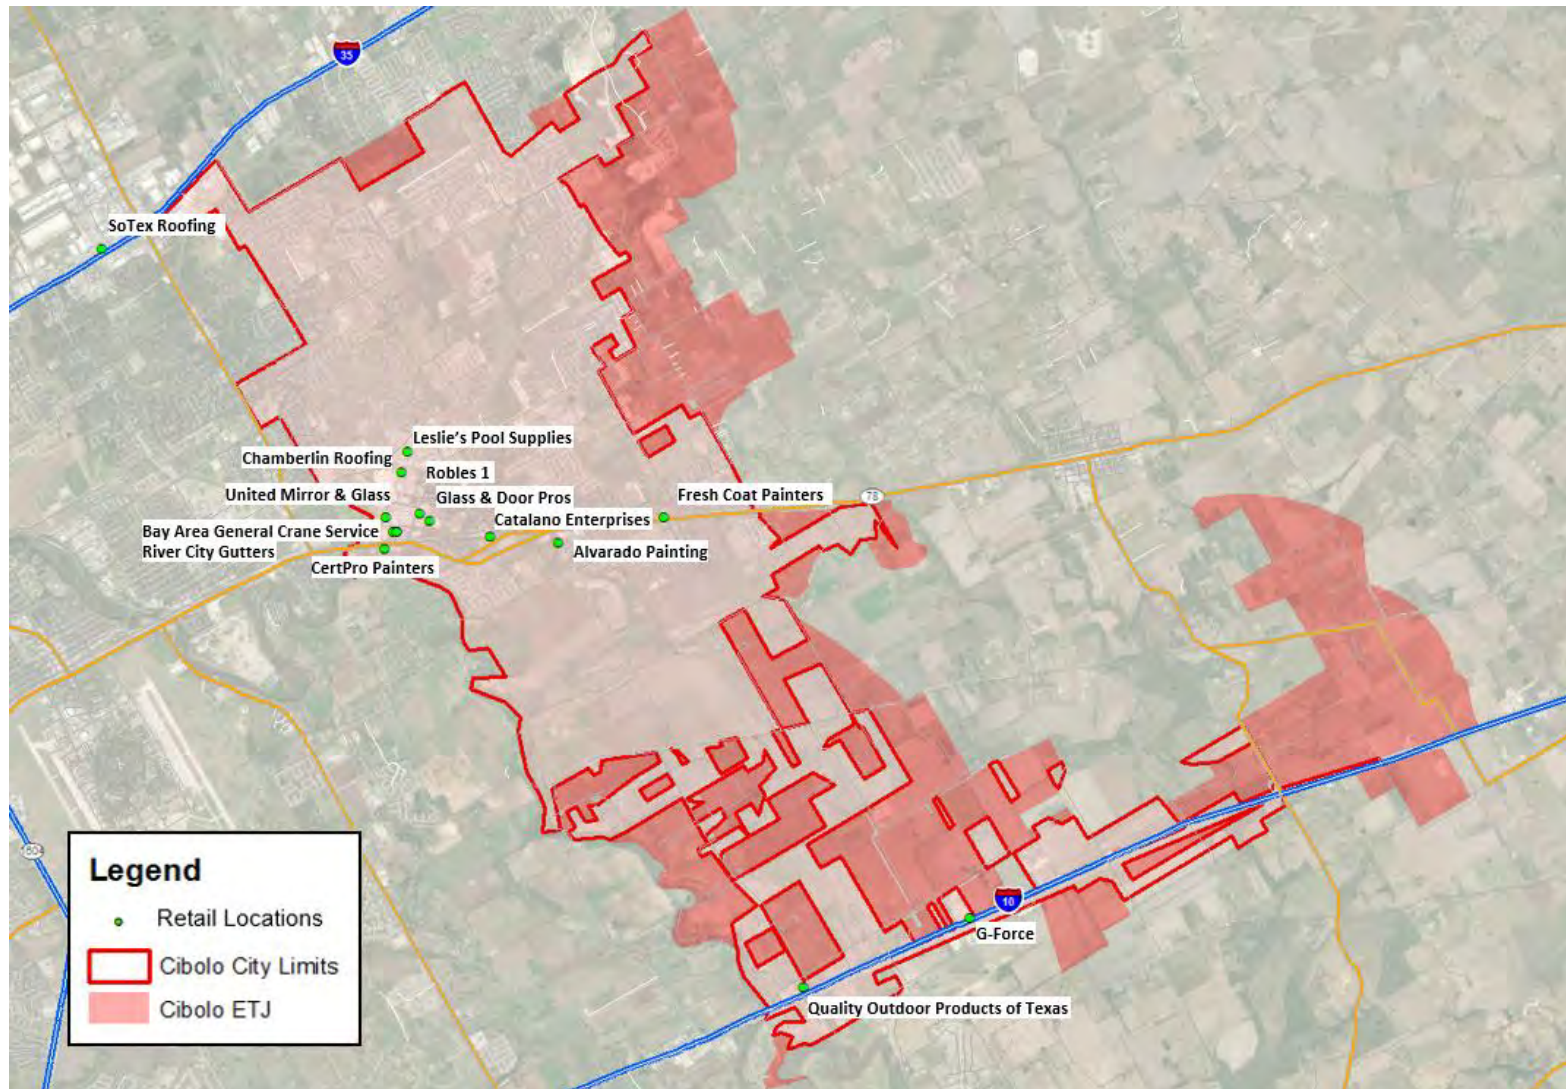 35
SoTex Roofing
Leslie's Pool Supplies
Chamberlin Roofing
Robles 1
United Mirror & Glass
Glass & Door Pros
Fresh Coat Painters
78
Catalano Enterprises
Bay Area General Crane Service
River City Gutters
Alvarado Painting
CertPro Painters
604
10
G-Force
Quality Outdoor Products of Texas
Legend
Retail Locations
Cibolo City Limits
Cibolo ETJ